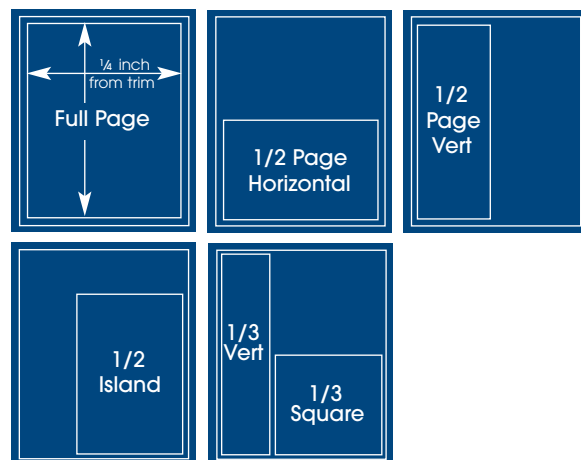 ¼ inch
from trim
Full Page
1/2 Page
Horizontal
1/2
Page
Vert
1/2
Island
1/3
Vert
1/3
Square